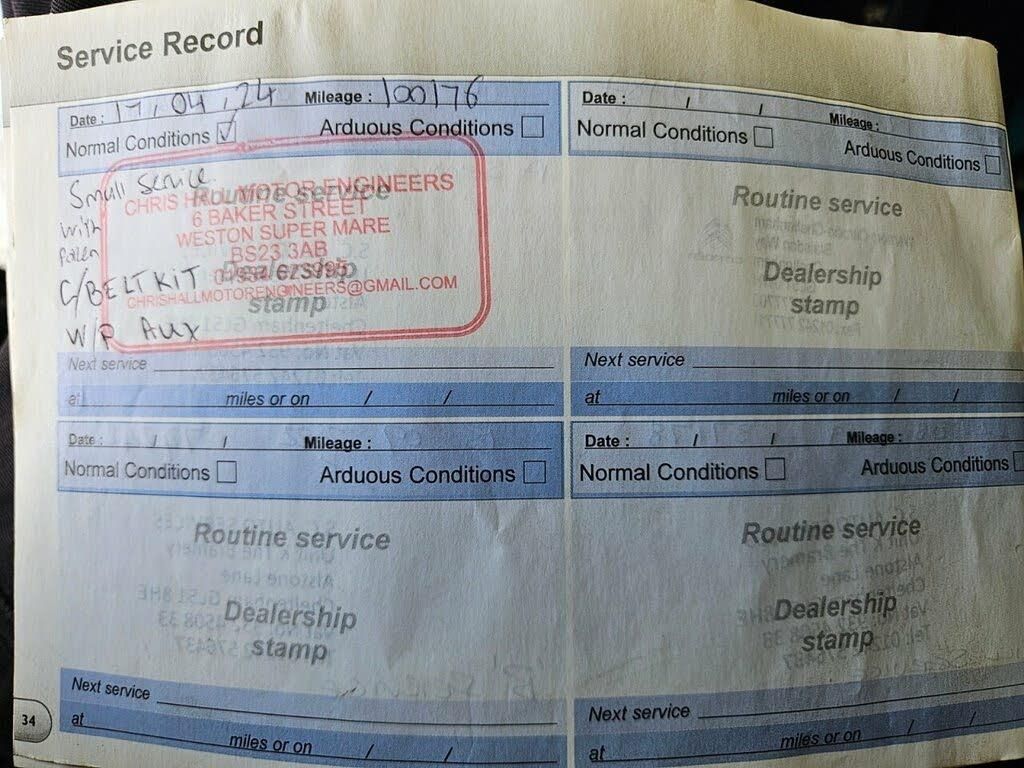 Service Record
Date : 17 , 04 , 24 Mileage : 100176
Normal Conditions Arduous Conditions
Small Service
with
pollen
C/BELT KIT
W/P Aux
Routine service
Dealership
stamp
CHRIS HALL MOTOR ENGINEERS
6 BAKER STREET
WESTON SUPER MARE
BS23 3AB
CHRISHALLMOTORENGINEERS@GMAIL.COM
Next service
at miles or on / /
Date : / / Mileage :
Normal Conditions Arduous Conditions
Routine service
Dealership
stamp
Next service
at miles or on / /
Date : / / Mileage :
Normal Conditions Arduous Conditions
Routine service
Dealership
stamp
Next service
at miles or on / /
Date : / / Mileage :
Normal Conditions Arduous Conditions
Routine service
Dealership
stamp
Next service
at miles or on / /
34